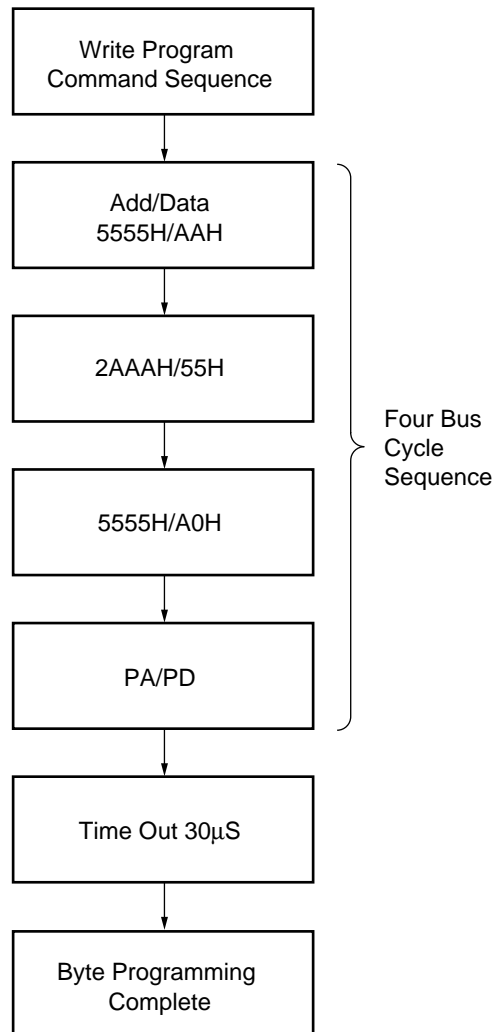 Write Program
Command Sequence
Add/Data
5555H/AAH
2AAAH/55H
Four Bus
Cycle
Sequence
5555H/A0H
PA/PD
Time Out 30μS
Byte Programming
Complete